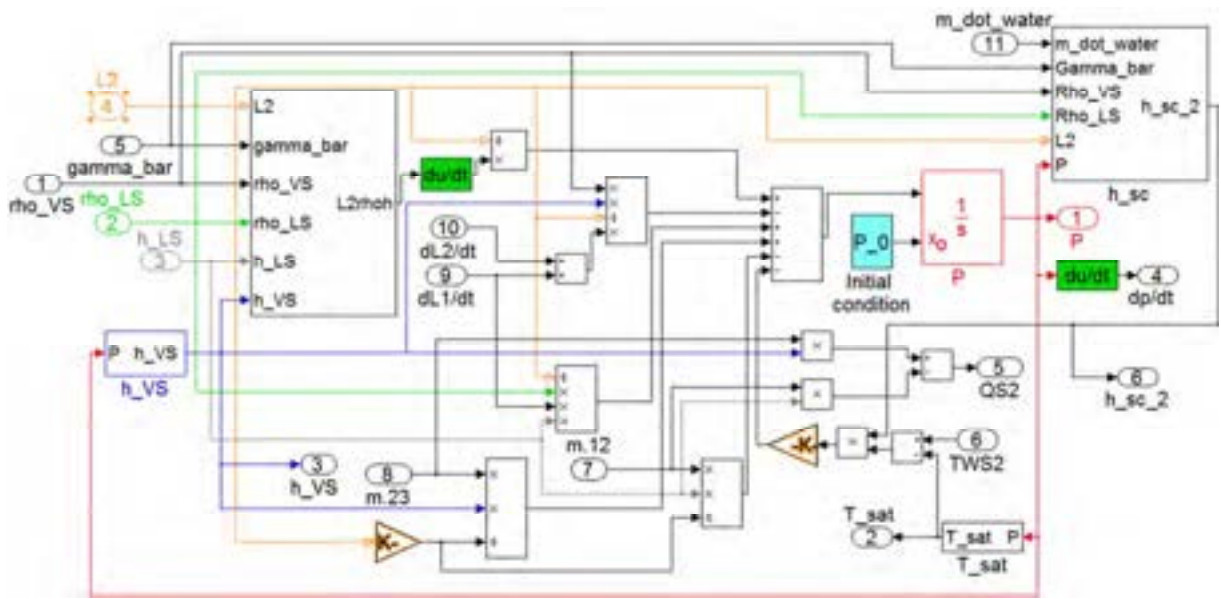 m_dot_water
11
m_dot_water
Gamma_bar
Rho_VS
h_sc_2
Rho_LS
L2
P
h_sc
L2
4
L2
5
gamma_bar
gamma_bar
1
rho_VS
rho_VS
rho_LS
2
rho_LS
L2rhoh
h_LS
3
h_LS
h_VS
du/dt
10
dL2/dt
9
dL1/dt
P_0
Initial
condition
1
s
xo
P
1
P
du/dt
4
dp/dt
P h_VS
h_VS
5
QS2
6
h_sc_2
m.12
-K-
6
TWS2
7
3
h_VS
8
m.23
K-
T_sat
2
T_sat P
T_sat